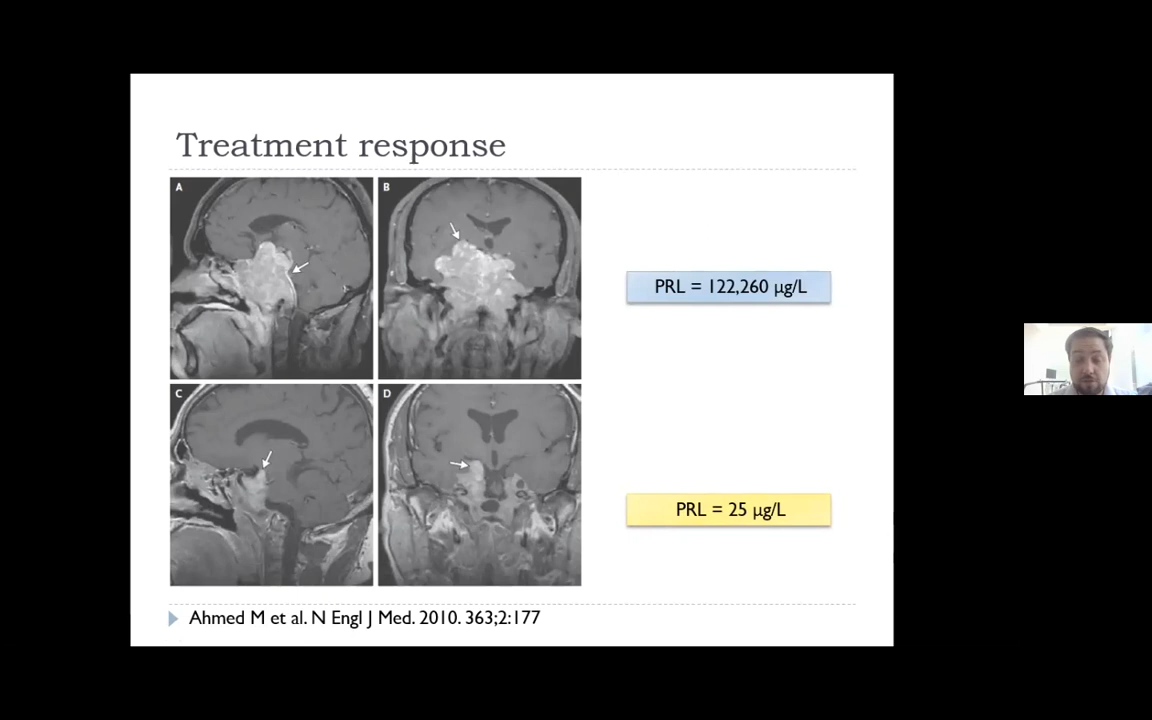 Treatment response
A
B
PRL = 122,260 µg/L
C
D
PRL = 25 µg/L
Ahmed M et al. N Engl J Med. 2010. 363;2:177